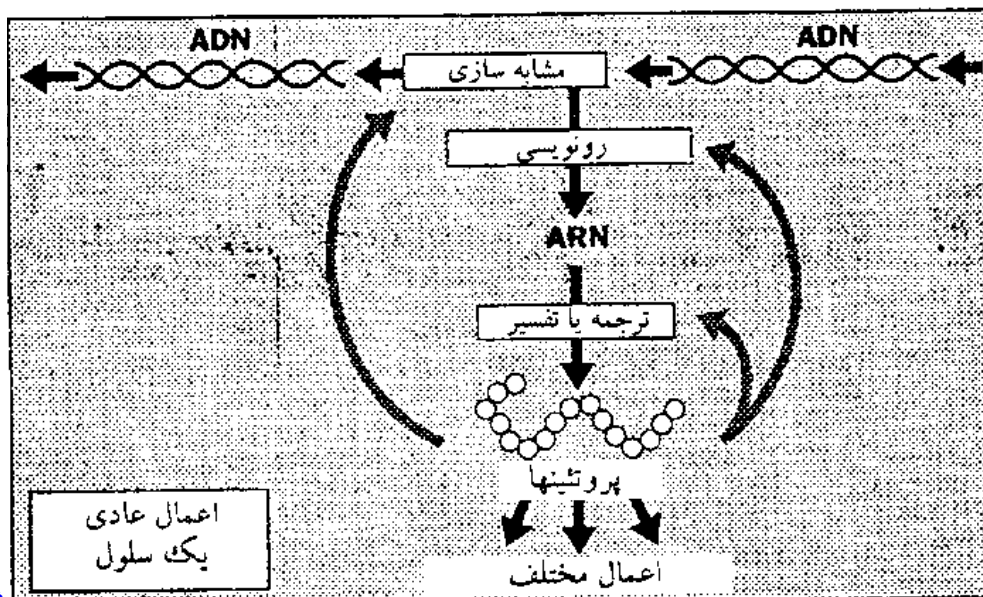 ADN
ADN
مشابه سازی
رونویسی
ARN
ترجمه یا تفسیر
پروتئینها
اعمال مختلف
اعمال عادی
یک سلول